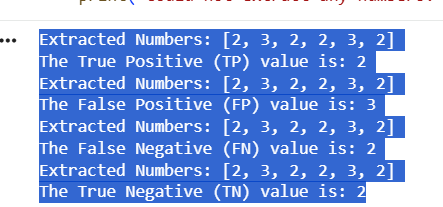 Extracted Numbers: [2, 3, 2, 2, 3, 2]
The True Positive (TP) value is: 2
Extracted Numbers: [2, 3, 2, 2, 3, 2]
The False Positive (FP) value is: 3
Extracted Numbers: [2, 3, 2, 2, 3, 2]
The False Negative (FN) value is: 2
Extracted Numbers: [2, 3, 2, 2, 3, 2]
The True Negative (TN) value is: 2